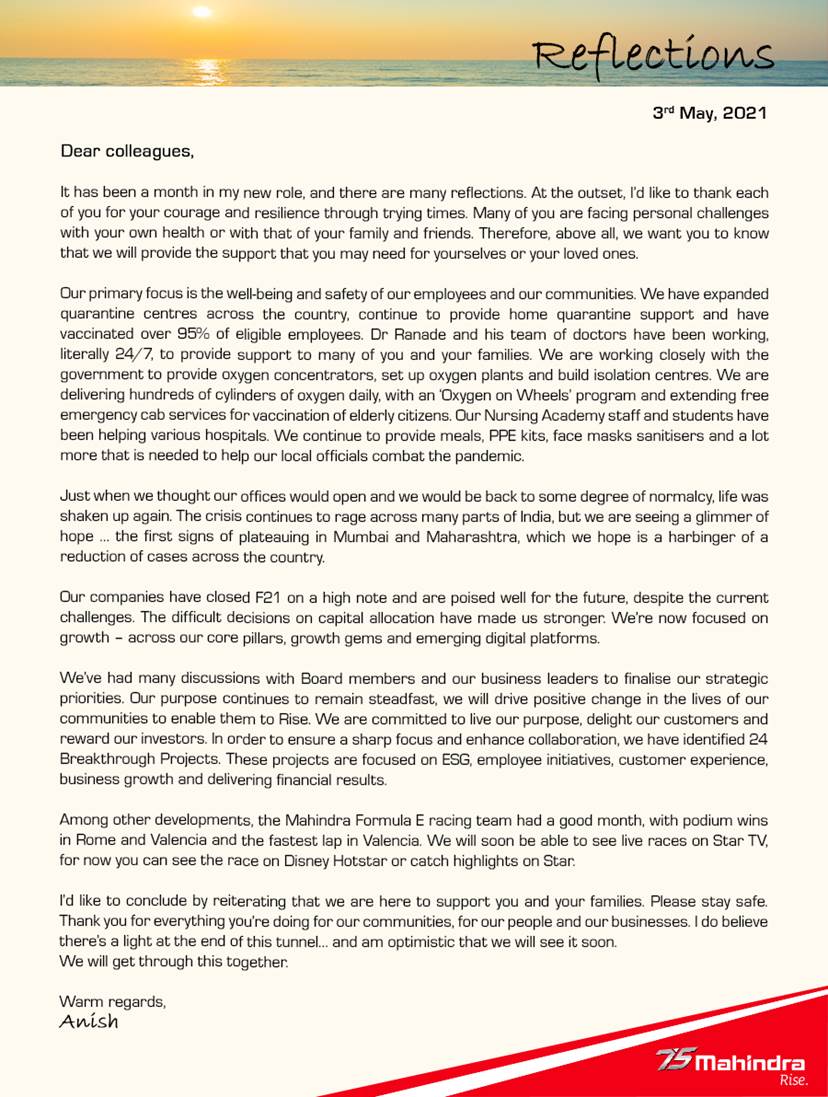 Reflections
3rd May, 2021
Dear colleagues,
It has been a month in my new role, and there are many reflections. At the outset, I'd like to thank each
of you for your courage and resilience through trying times. Many of you are facing personal challenges
with your own health or with that of your family and friends. Therefore, above all, we want you to know
that we will provide the support that you may need for yourselves or your loved ones.
Our primary focus is the well-being and safety of our employees and our communities. We have expanded
quarantine centres across the country, continue to provide home quarantine support and have
vaccinated over 95% of eligible employees. Dr Ranade and his team of doctors have been working,
literally 24/7, to provide support to many of you and your families. We are working closely with the
government to provide oxygen concentrators, set up oxygen plants and build isolation centres. We are
delivering hundreds of cylinders of oxygen daily, with an 'Oxygen on Wheels' program and extending free
emergency cab services for vaccination of elderly citizens. Our Nursing Academy staff and students have
been helping various hospitals. We continue to provide meals, PPE kits, face masks sanitisers and a lot
more that is needed to help our local officials combat the pandemic.
Just when we thought our offices would open and we would be back to some degree of normalcy, life was
shaken up again. The crisis continues to rage across many parts of India, but we are seeing a glimmer of
hope ... the first signs of plateauing in Mumbai and Maharashtra, which we hope is a harbinger of a
reduction of cases across the country.
Our companies have closed F21 on a high note and are poised well for the future, despite the current
challenges. The difficult decisions on capital allocation have made us stronger. We're now focused on
growth – across our core pillars, growth gems and emerging digital platforms.
We've had many discussions with Board members and our business leaders to finalise our strategic
priorities. Our purpose continues to remain steadfast, we will drive positive change in the lives of our
communities to enable them to Rise. We are committed to live our purpose, delight our customers and
reward our investors. In order to ensure a sharp focus and enhance collaboration, we have identified 24
Breakthrough Projects. These projects are focused on ESG, employee initiatives, customer experience,
business growth and delivering financial results.
Among other developments, the Mahindra Formula E racing team had a good month, with podium wins
in Rome and Valencia and the fastest lap in Valencia. We will soon be able to see live races on Star TV,
for now you can see the race on Disney Hotstar or catch highlights on Star.
I'd like to conclude by reiterating that we are here to support you and your families. Please stay safe.
Thank you for everything you're doing for our communities, for our people and our businesses. I do believe
there's a light at the end of this tunnel... and am optimistic that we will see it soon.
We will get through this together.
Warm regards,
Anish
75 Mahindra
Rise.